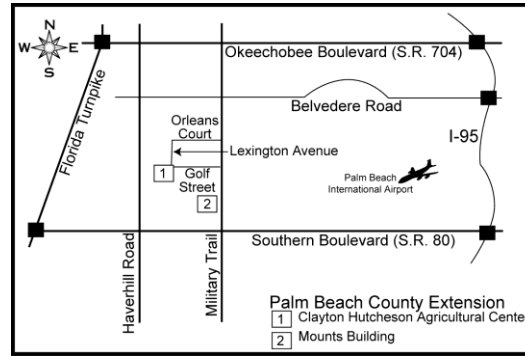 N
W E
S
Okeechobee Boulevard (S.R. 704)
Florida Turnpike
Belvedere Road
Orleans
Court
I-95
Lexington Avenue
1
Golf
Street
2
Palm Beach
International Airport
Southern Boulevard (S.R. 80)
Haverhill Road
Military Trail
Palm Beach County Extension
1 Clayton Hutcheson Agricultural Center
2 Mounts Building